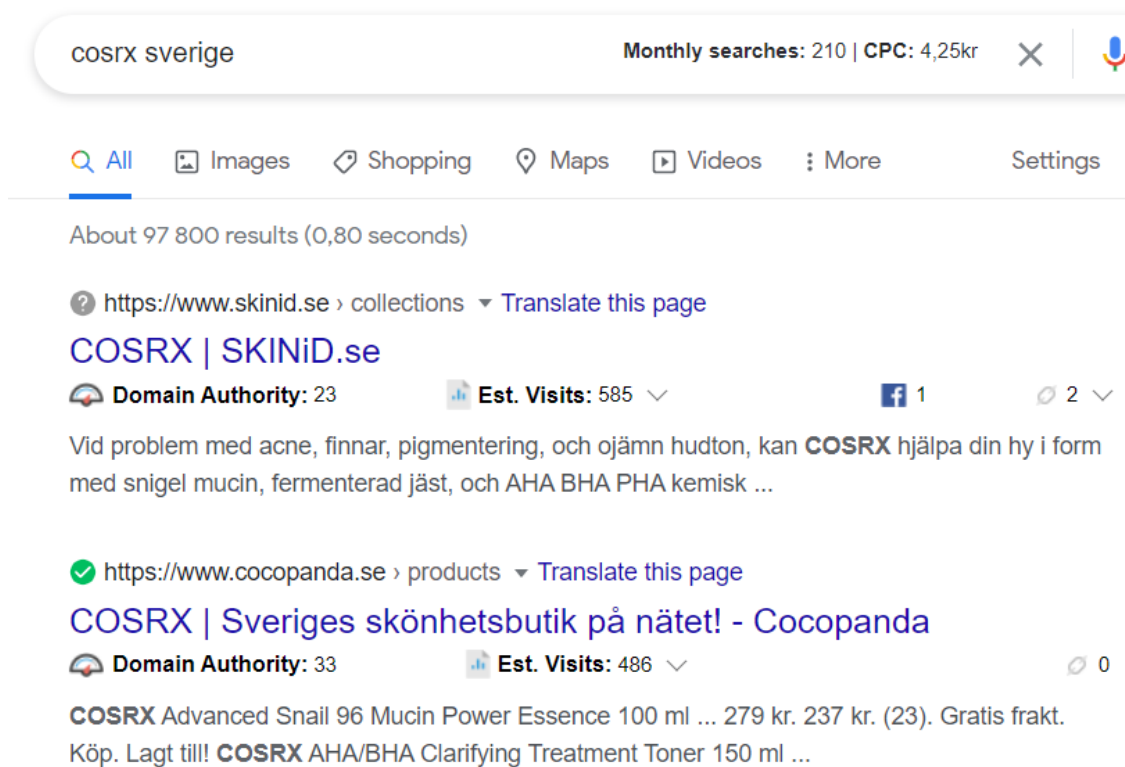 cosrx sverige Monthly searches: 210 | CPC: 4,25kr
All Images Shopping Maps Videos More Settings
About 97 800 results (0,80 seconds)
https://www.skinid.se › collections Translate this page
COSRX | SKINiD.se
Domain Authority: 23 Est. Visits: 585 1 2
Vid problem med acne, finnar, pigmentering, och ojämn hudton, kan COSRX hjälpa din hy i form
med snigel mucin, fermenterad jäst, och AHA BHA PHA kemisk ...
https://www.cocopanda.se › products Translate this page
COSRX | Sveriges skönhetsbutik på nätet! - Cocopanda
Domain Authority: 33 Est. Visits: 486 0
COSRX Advanced Snail 96 Mucin Power Essence 100 ml ... 279 kr. 237 kr. (23). Gratis frakt.
Köp. Lagt till! COSRX AHA/BHA Clarifying Treatment Toner 150 ml ...